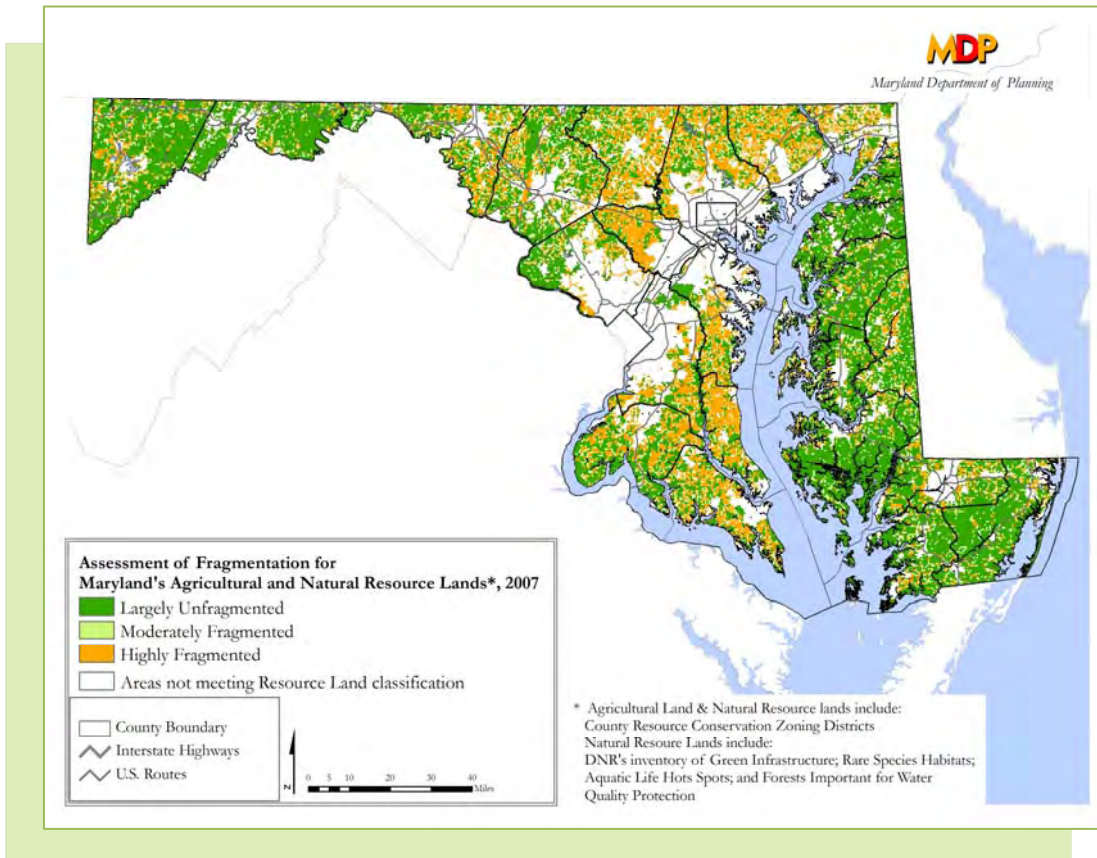 MDP
Maryland Department of Planning
Assessment of Fragmentation for
Maryland's Agricultural and Natural Resource Lands*, 2007
Largely Unfragmented
Moderately Fragmented
Highly Fragmented
Areas not meeting Resource Land classification
County Boundary
Interstate Highways
U.S. Routes
N
0 5 10 20 30 40
Miles
* Agricultural Land & Natural Resource lands include:
County Resource Conservation Zoning Districts
Natural Resoure Lands include:
DNR's inventory of Green Infrastructure; Rare Species Habitats;
Aquatic Life Hots Spots; and Forests Important for Water
Quality Protection